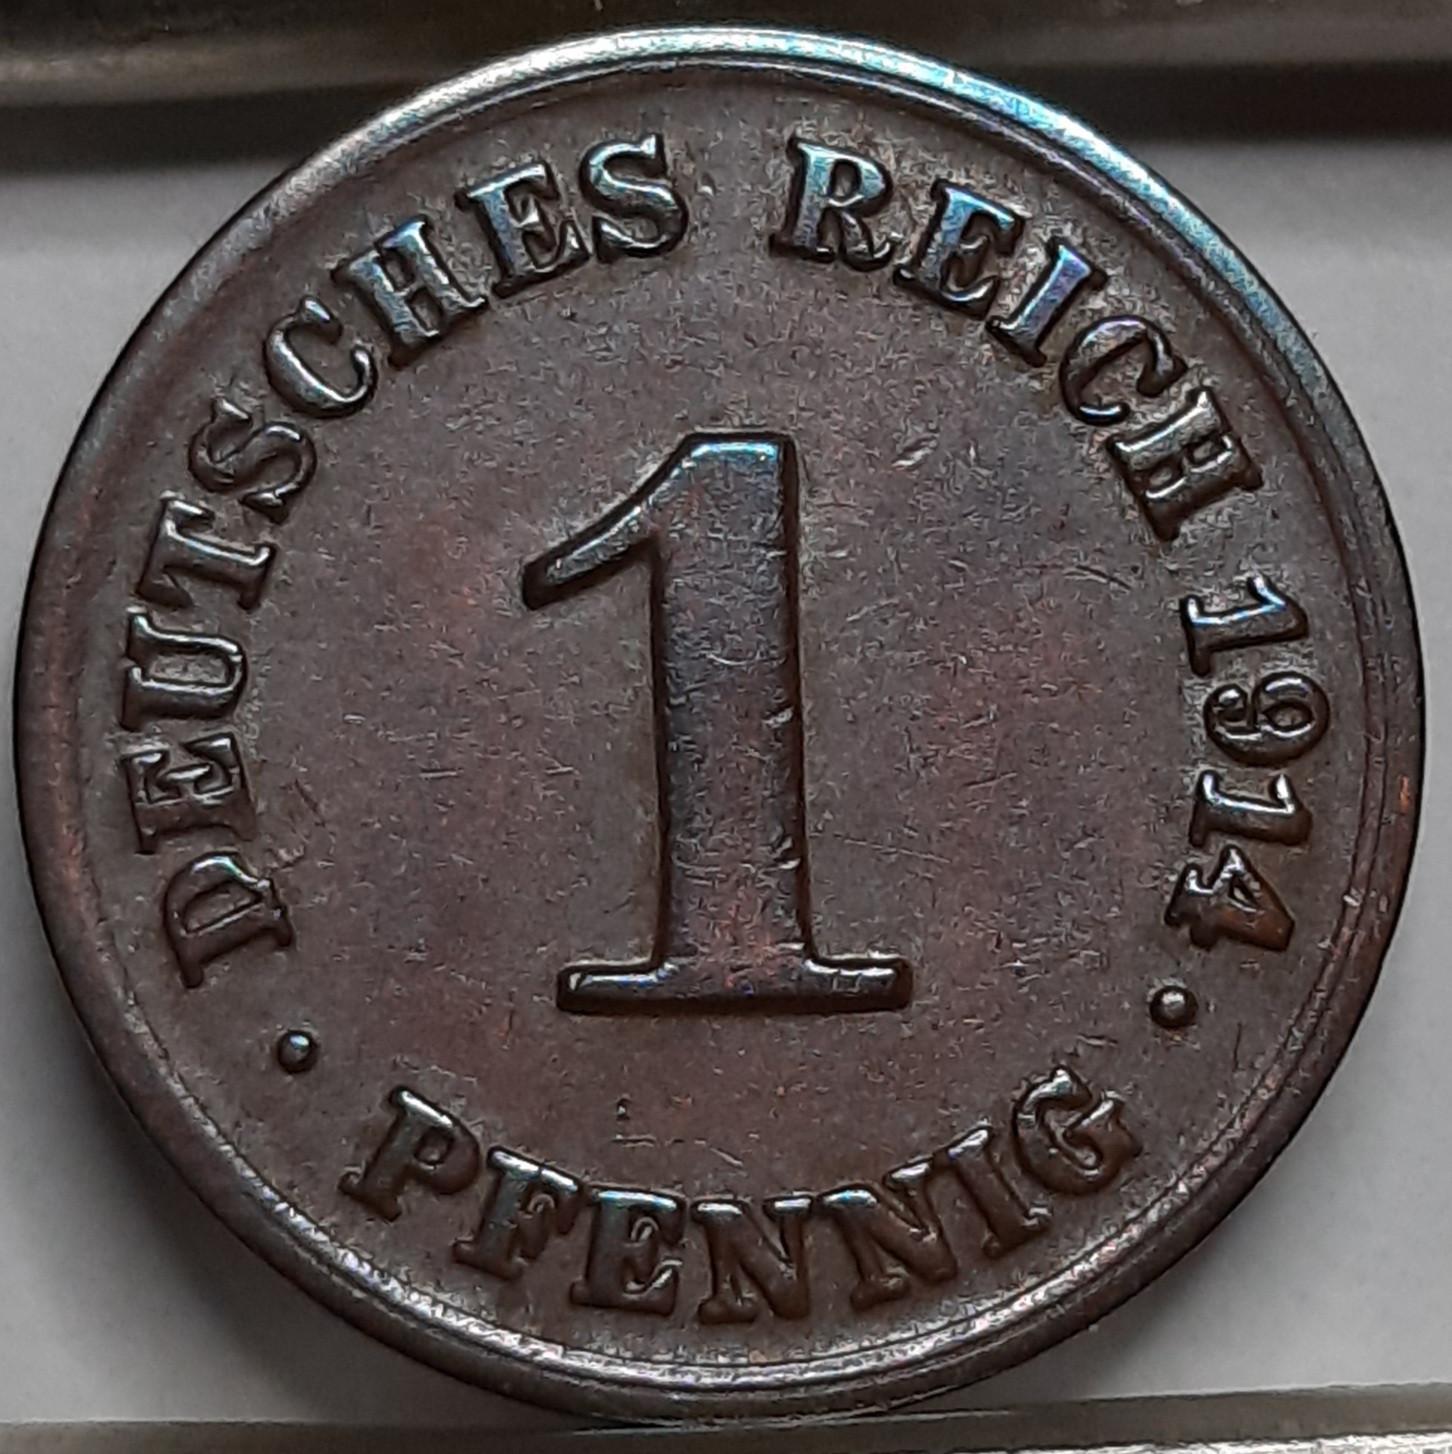 DEUTSCHES REICH 1914
1
· PFENNIG ·